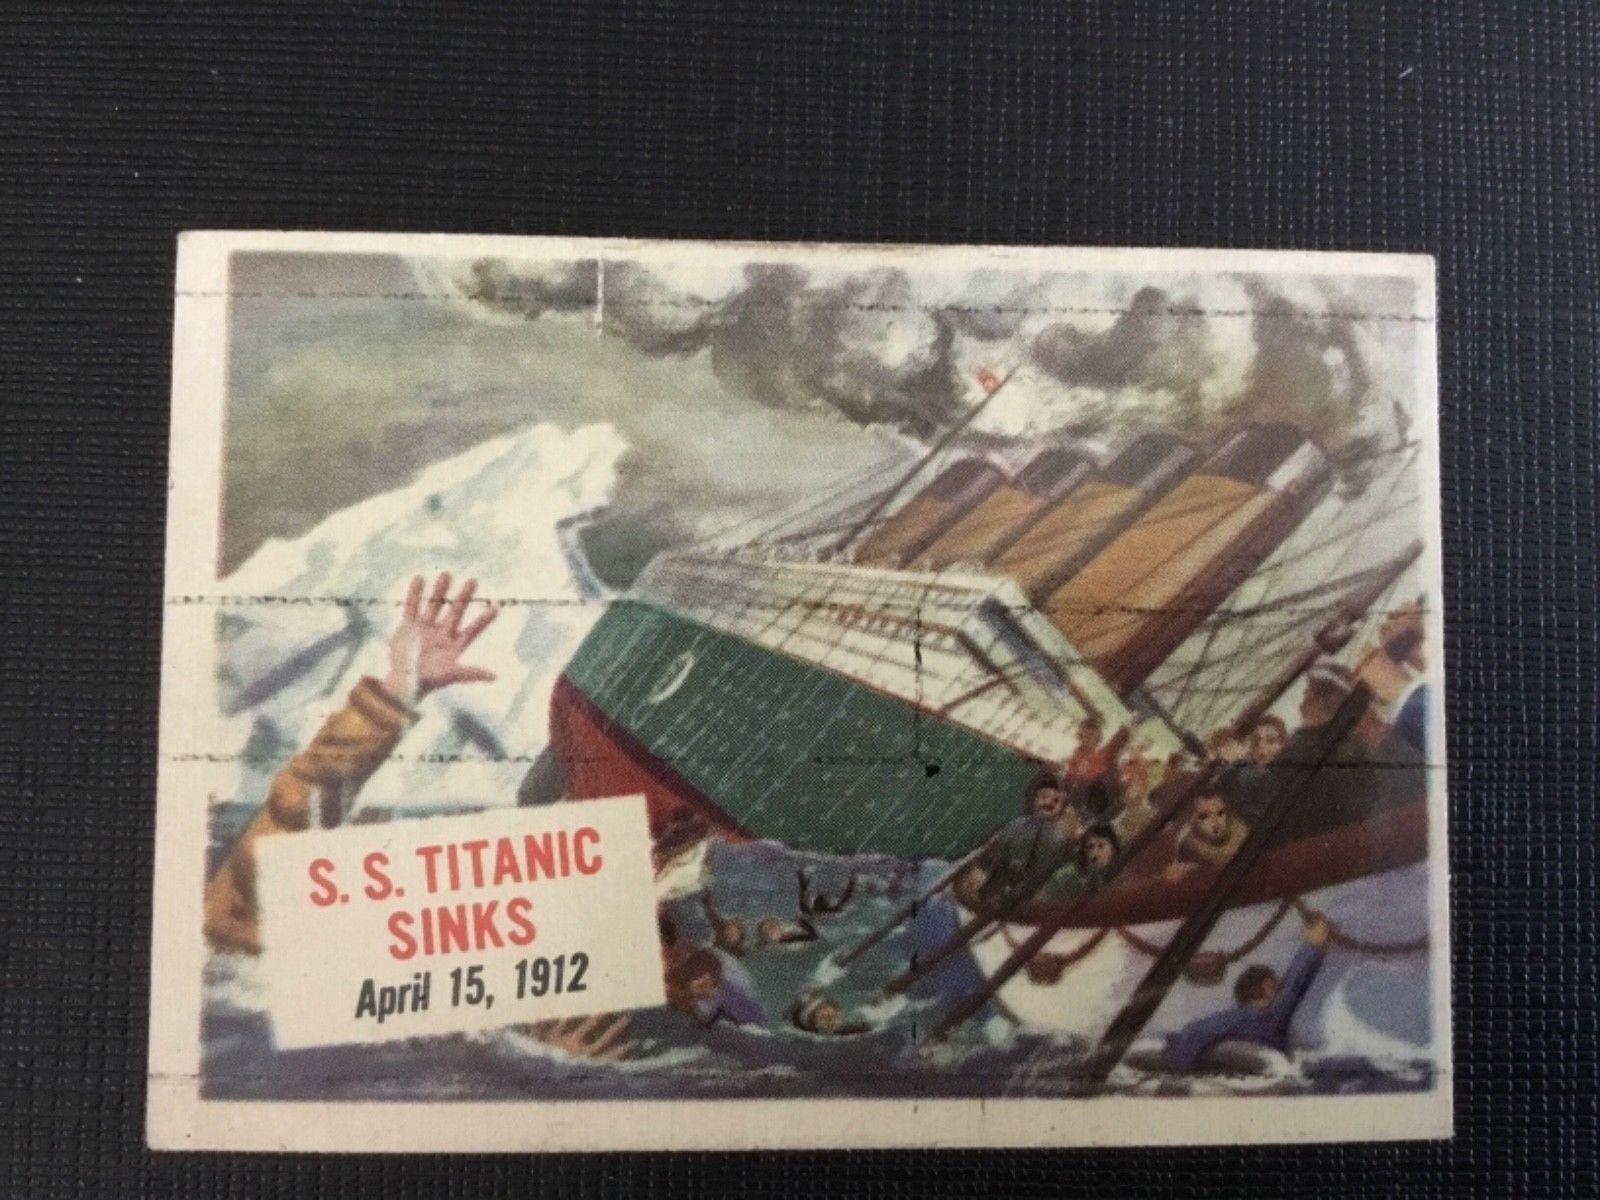 S. S. TITANIC
SINKS
April 15, 1912